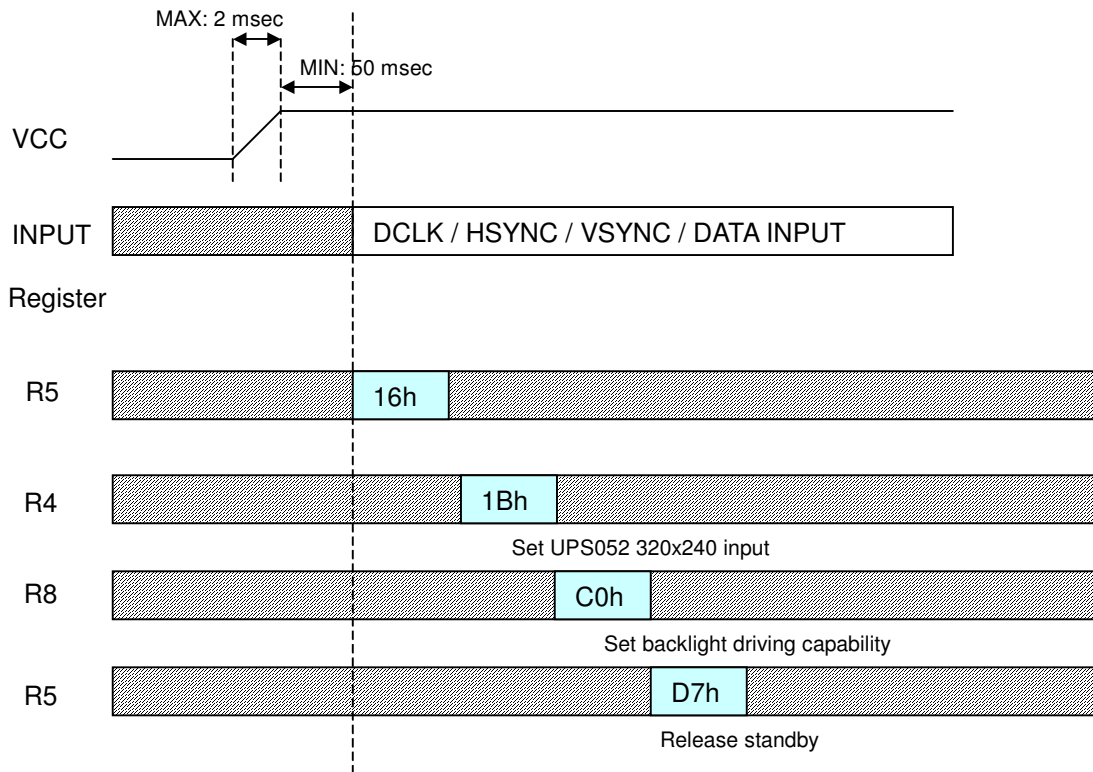 MAX: 2 msec
MIN: 50 msec
VCC
INPUT
DCLK / HSYNC / VSYNC / DATA INPUT
Register
R5
16h
R4
1Bh
Set UPS052 320x240 input
R8
C0h
Set backlight driving capability
R5
D7h
Release standby